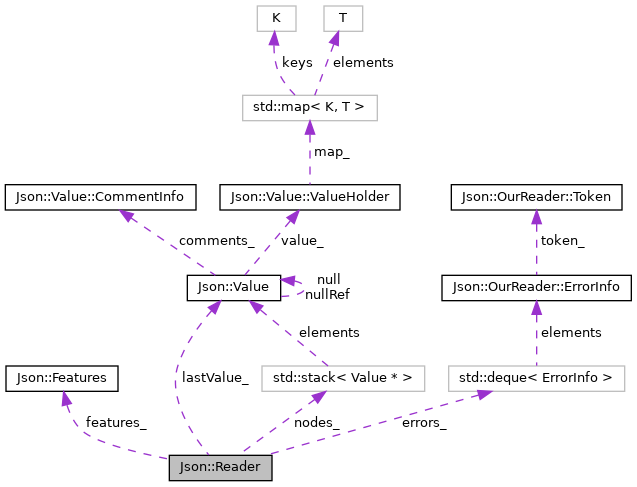 K
T
keys
elements
std::map< K, T >
map_
Json::Value::CommentInfo
Json::Value::ValueHolder
Json::OurReader::Token
comments_
value_
token_
null
nullRef
Json::Value
Json::OurReader::ErrorInfo
elements
elements
lastValue_
Json::Features
std::stack< Value * >
std::deque< ErrorInfo >
features_
nodes_
errors_
Json::Reader